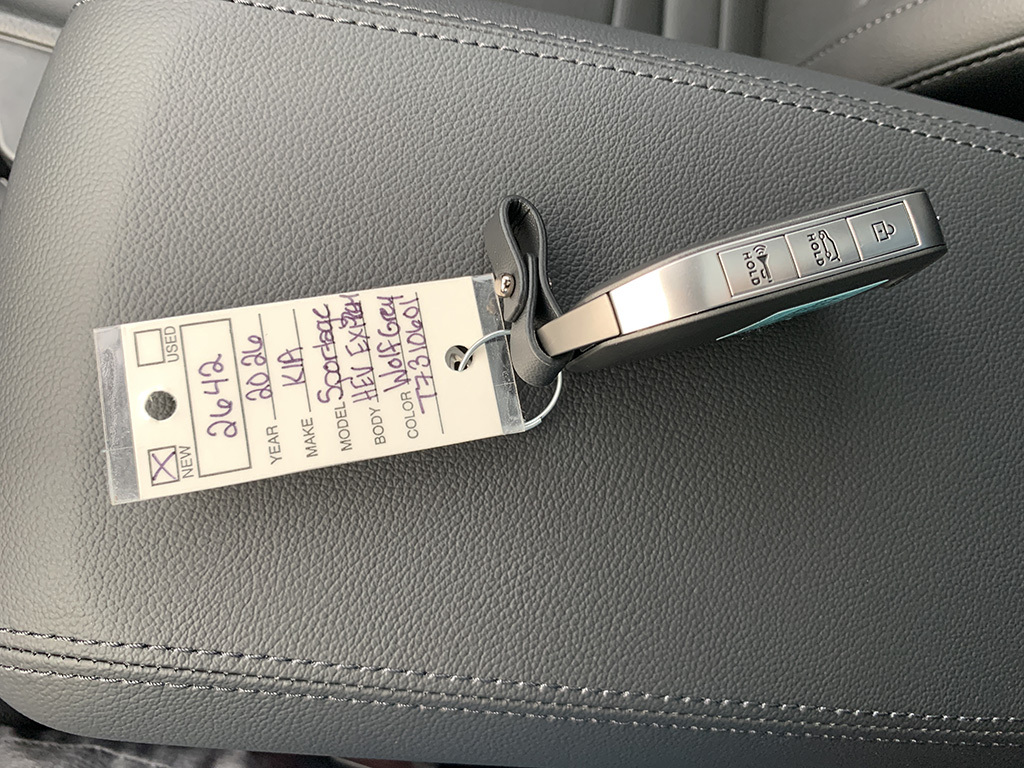 USED
NEW X
2642
YEAR 2026
MAKE KIA
MODEL Sportage
BODY HEV EX
COLOR Wolf Grey
T7310601
HOLD
HOLD